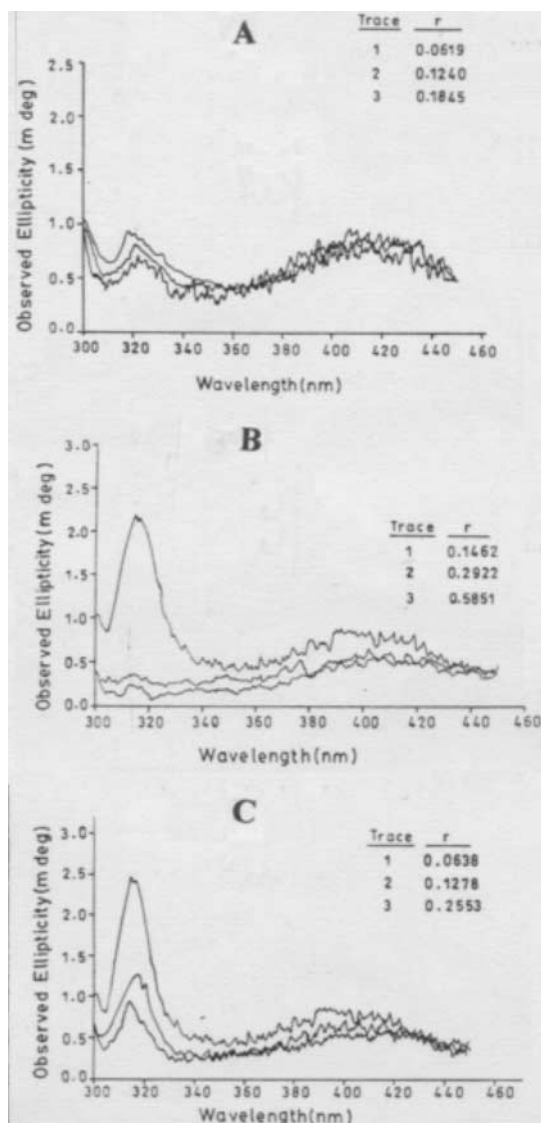 A
Trace r
1 0.0619
2 0.1240
3 0.1845
2.5
2.0
1.5
1.0
0.5
0.0
Observed Ellipticity (m deg)
300 320 340 360 380 400 420 440 460
Wavelength(nm)
B
3.0
2.5
2.0
1.5
1.0
0.5
0.0
Observed Ellipticity (m deg)
Trace r
1 0.1462
2 0.2922
3 0.5851
300 320 340 360 380 400 420 440 460
Wavelength(nm)
C
3.0
2.5
2.0
1.5
1.0
0.5
0.0
Observed Ellipticity (m deg)
Trace r
1 0.0638
2 0.1278
3 0.2553
300 320 340 360 380 400 420 440 460
Wavelength(nm)